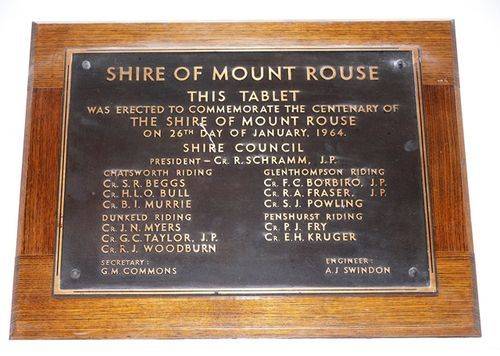 SHIRE OF MOUNT ROUSE
THIS TABLET
WAS ERECTED TO COMMEMORATE THE CENTENARY OF
THE SHIRE OF MOUNT ROUSE
ON 26TH DAY OF JANUARY, 1964.
SHIRE COUNCIL
PRESIDENT - CR. R. SCHRAMM, J.P.
CHATSWORTH RIDING
CR. S.R. BEGGS
CR. H.L.O. BULL
CR. B.I. MURRIE
GLENTHOMPSON RIDING
CR. F.C. BORBIRO, J.P.
CR. R.A. FRASER, J.P.
CR. S.J. POWLING
DUNKELD RIDING
CR. J.N. MYERS
CR. G.C. TAYLOR, J.P.
CR. R.J. WOODBURN
PENSHURST RIDING
CR. P.J. FRY
CR. E.H. KRUGER
SECRETARY:
G.M. COMMONS
ENGINEER:
A.J. SWINDON